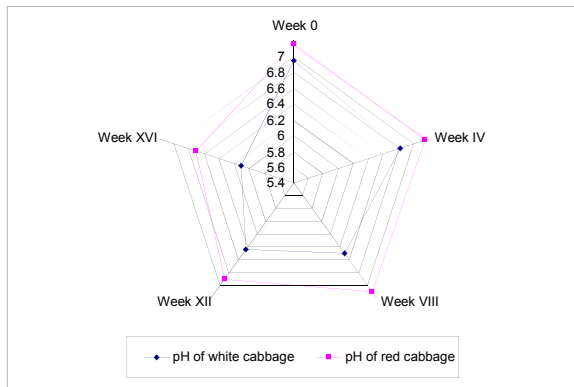 Week 0
7
6.8
6.6
6.4
6.2
6
5.8
5.6
5.4
Week IV
Week VIII
Week XII
Week XVI
pH of white cabbage
pH of red cabbage